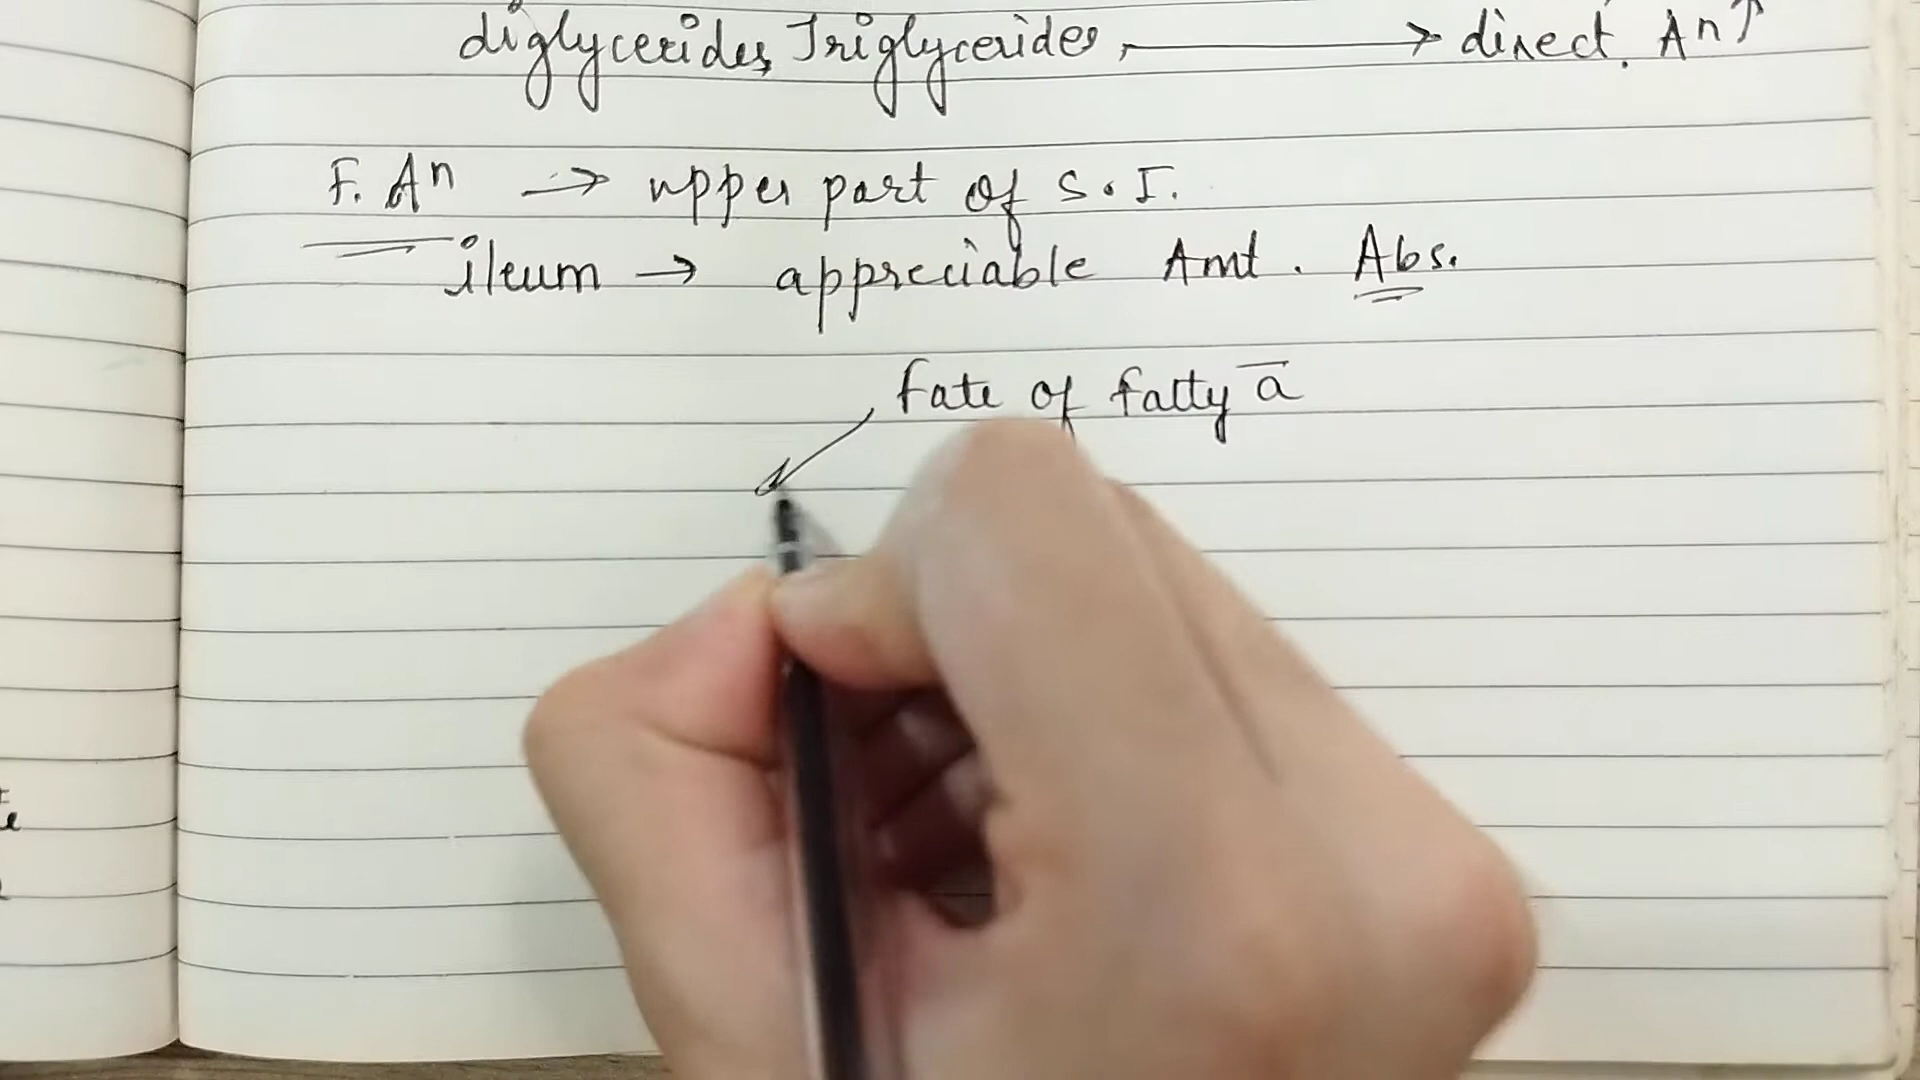 diglycerides, Triglycerides, → direct. An↑
F. An → upper part of S.I.
ileum → appreciable Amt. Abs.
fate of fatty a̅